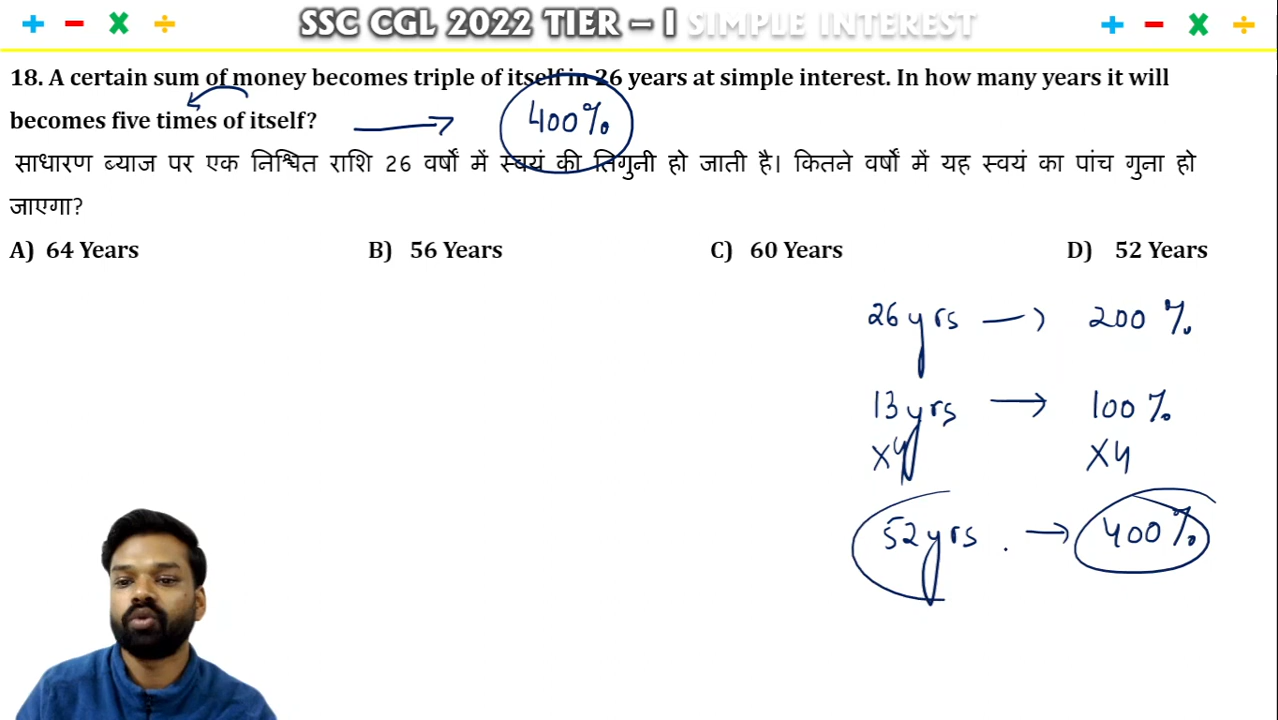 + - × ÷ SSC CGL 2022 TIER – I SIMPLE INTEREST + - × ÷
18. A certain sum of money becomes triple of itself in 26 years at simple interest. In how many years it will
becomes five times of itself? → 400%
साधारण ब्याज पर एक निश्चित राशि 26 वर्षों में स्वयं की तिगुनी हो जाती है। कितने वर्षों में यह स्वयं का पांच गुना हो
जाएगा?
A) 64 Years B) 56 Years C) 60 Years D) 52 Years
26 yrs → 200 %
13 yrs → 100 %
×4 ×4
52 yrs → 400 %